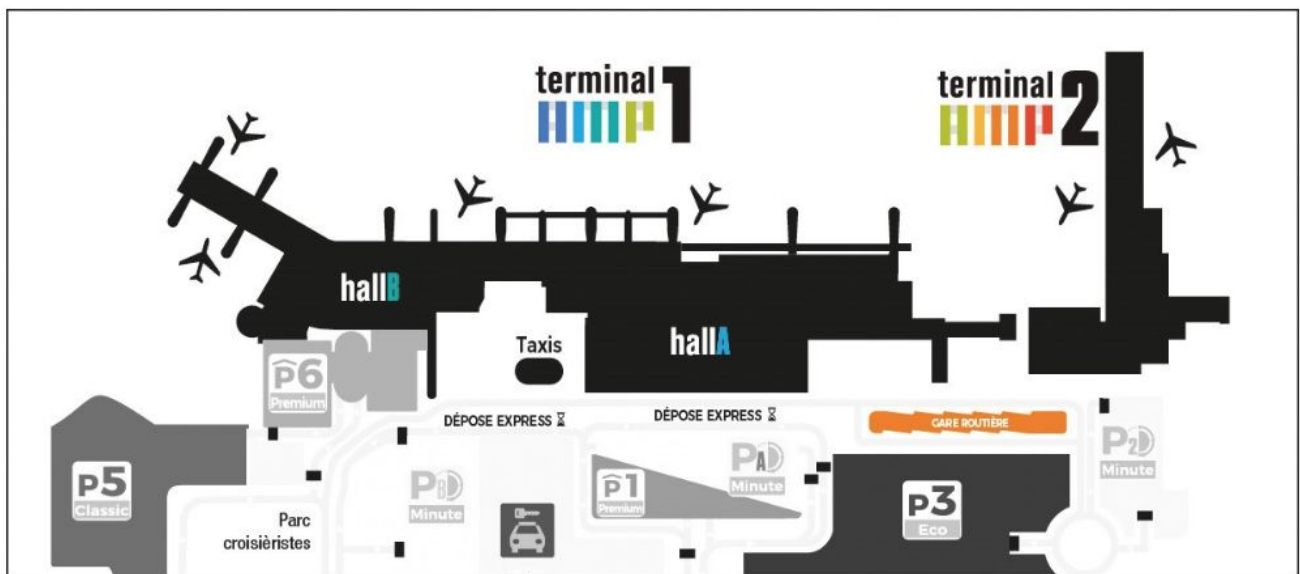 terminal 1
AMP
terminal 2
AMP
hallB
hallA
Taxis
P6
Premium
DÉPOSE EXPRESS
DÉPOSE EXPRESS
GARE ROUTIÈRE
P2
Minute
PA
Minute
P5
Classic
PB
Minute
P1
Premium
P3
Eco
Parc
croisièristes